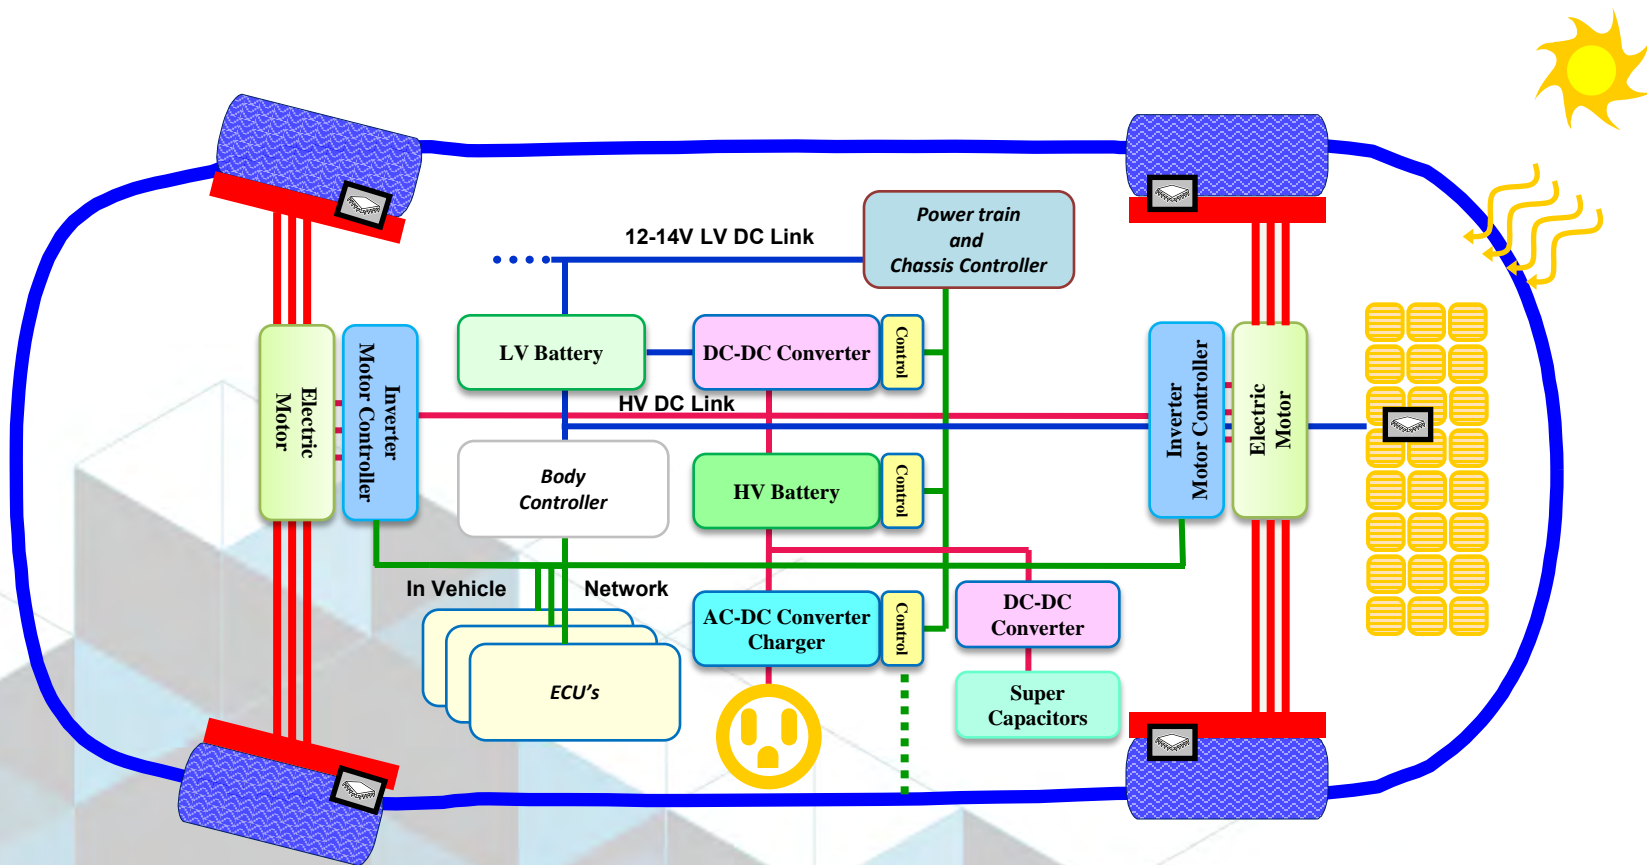 12-14V LV DC Link
Power train
and
Chassis Controller
LV Battery
DC-DC Converter
Control
Electric
Motor
Inverter
Motor Controller
HV DC Link
Inverter
Motor Controller
Electric
Motor
Body
Controller
HV Battery
Control
In Vehicle
Network
AC-DC Converter
Charger
Control
DC-DC
Converter
ECU's
Super
Capacitors